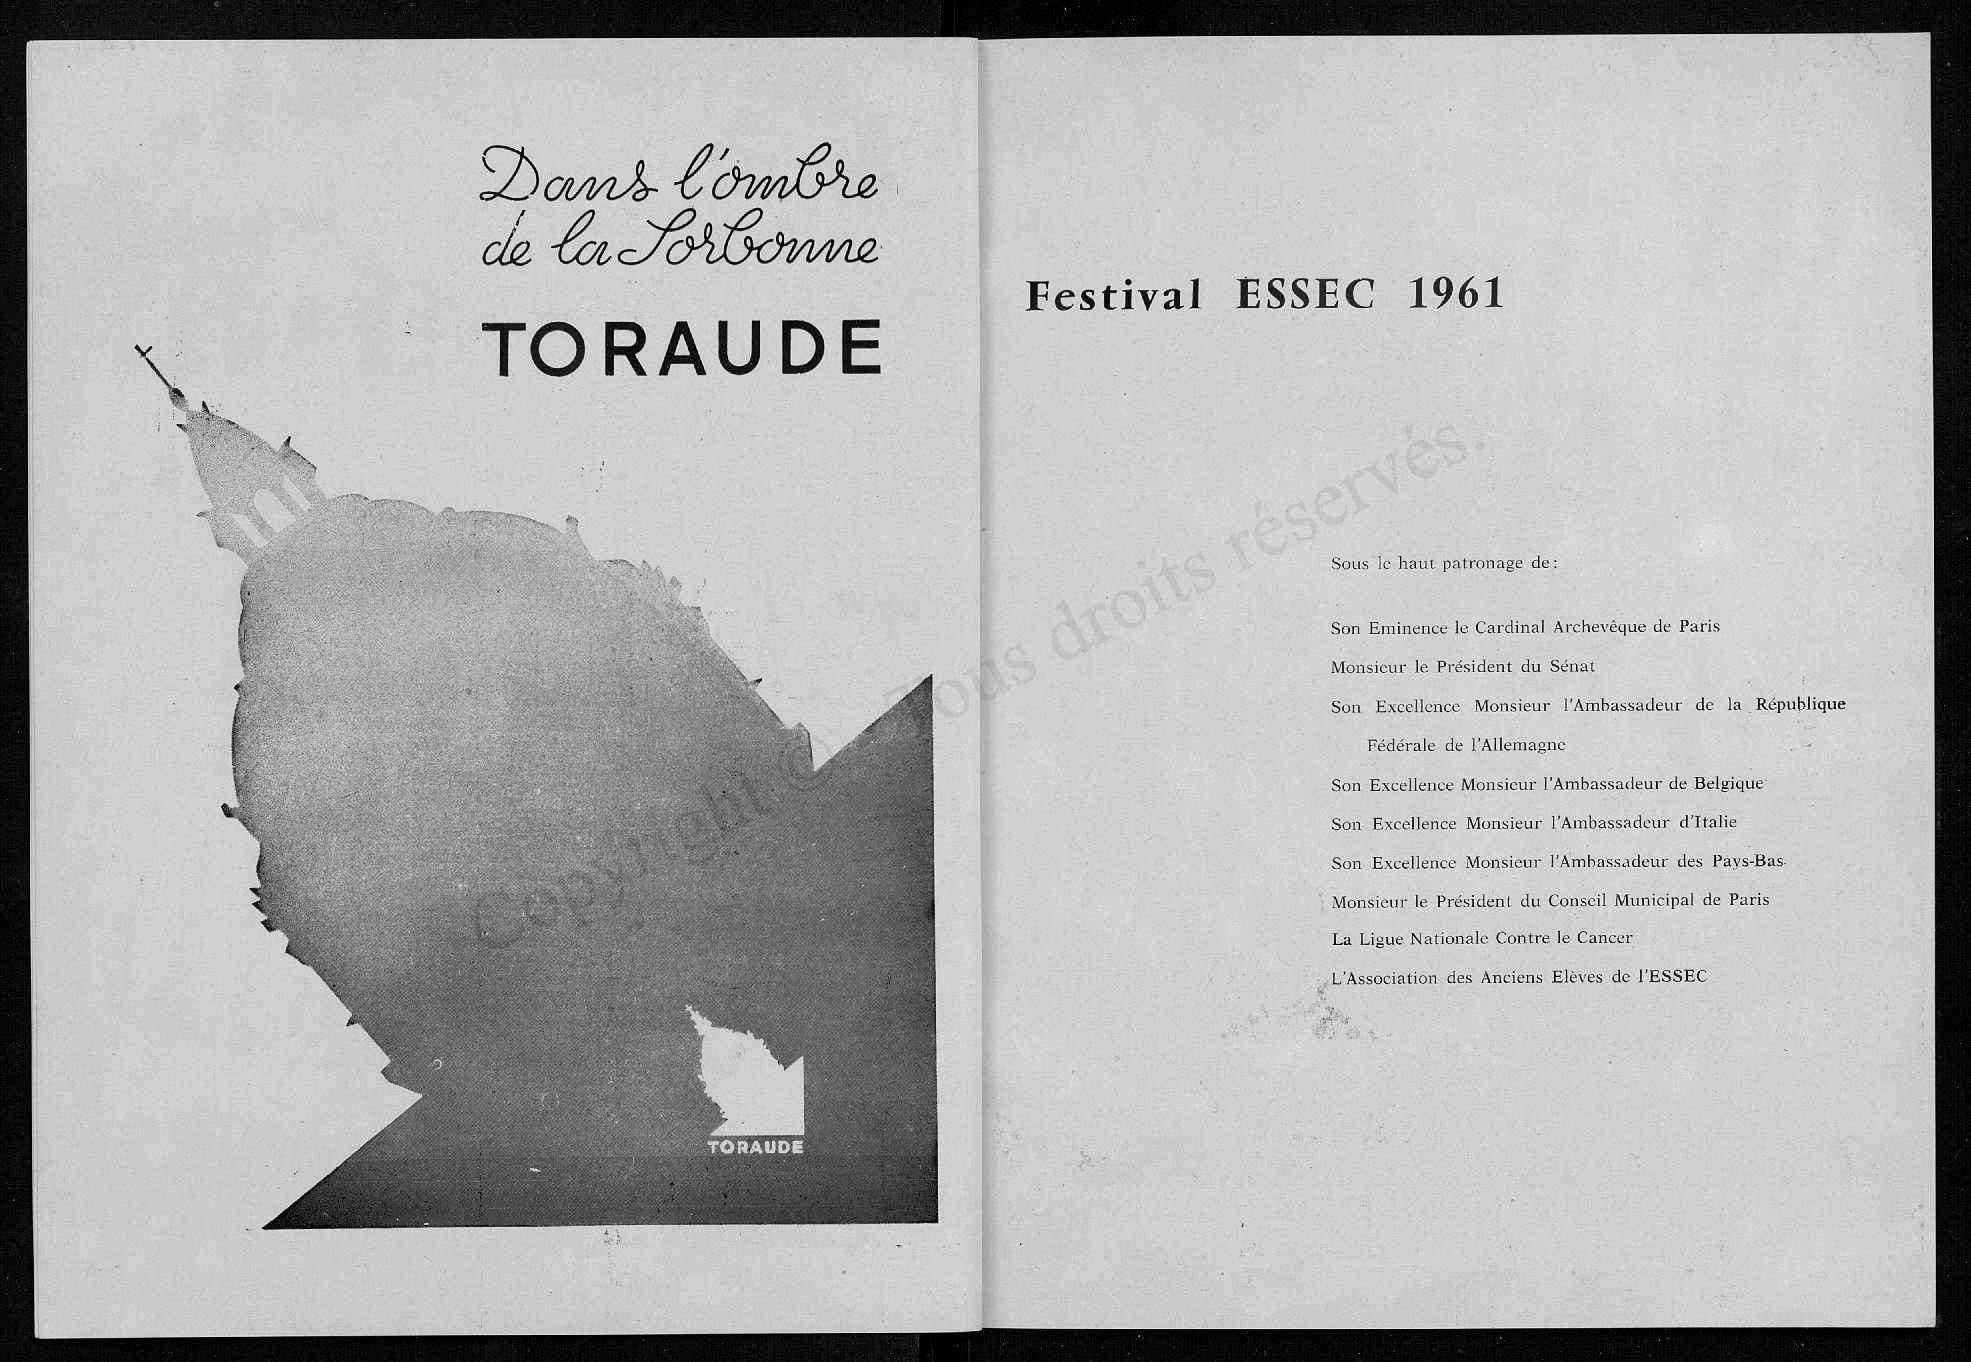 Dans l'ombre
de la Sorbonne
TORAUDE
TORAUDE
Festival ESSEC 1961
Sous le haut patronage de :
Son Eminence le Cardinal Archevêque de Paris
Monsieur le Président du Sénat
Son Excellence Monsieur l'Ambassadeur de la République
Fédérale de l'Allemagne
Son Excellence Monsieur l'Ambassadeur de Belgique
Son Excellence Monsieur l'Ambassadeur d'Italie
Son Excellence Monsieur l'Ambassadeur des Pays-Bas
Monsieur le Président du Conseil Municipal de Paris
La Ligue Nationale Contre le Cancer
L'Association des Anciens Elèves de l'ESSEC
Copyright © Tous droits réservés.